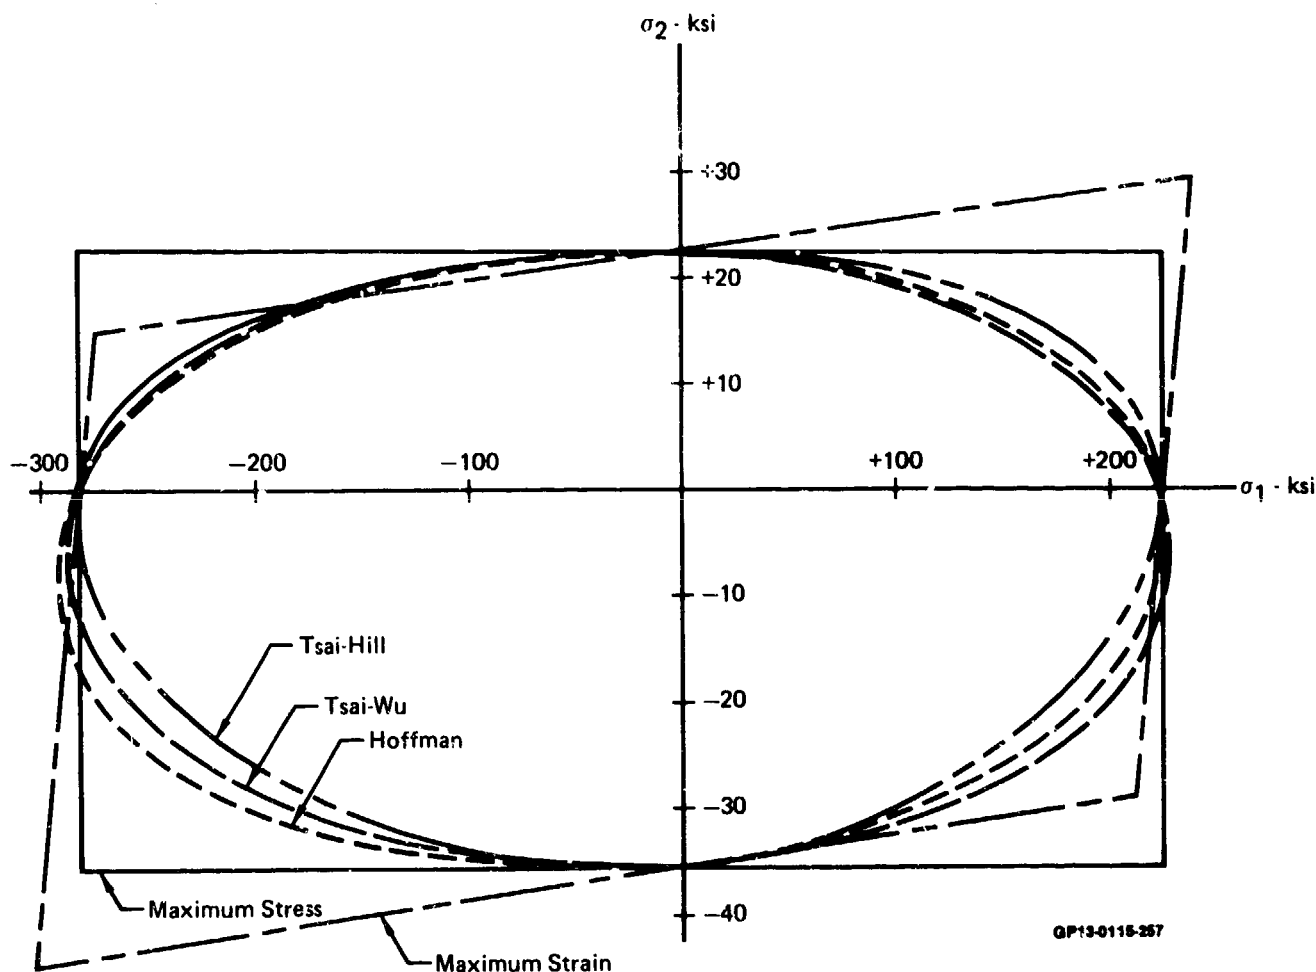 σ2 - ksi
+30
+20
+10
−300
−200
−100
+100
+200
σ1 - ksi
−10
Tsai-Hill
−20
Tsai-Wu
Hoffman
−30
Maximum Stress
−40
GP13-0115-257
Maximum Strain